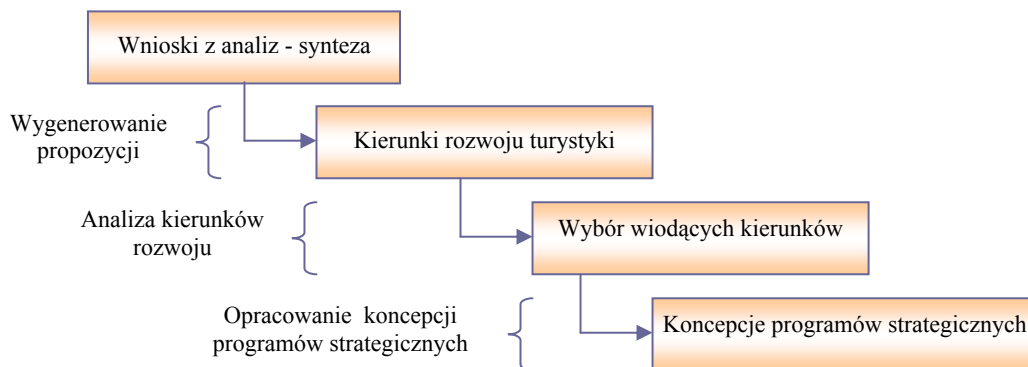 Wnioski z analiz - synteza
Wygenerowanie
propozycji
Kierunki rozwoju turystyki
Analiza kierunków
rozwoju
Wybór wiodących kierunków
Opracowanie koncepcji
programów strategicznych
Koncepcje programów strategicznych